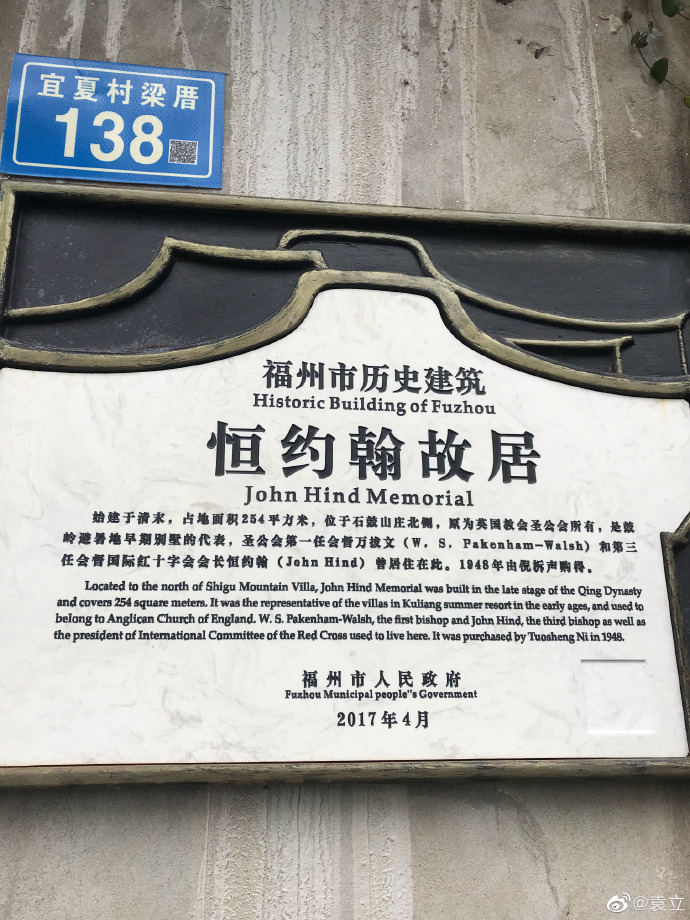 宜夏村梁厝
138
福州市历史建筑
Historic Building of Fuzhou
恒约翰故居
John Hind Memorial
始建于清末，占地面积254平方米，位于石鼓山庄北侧，原为英国教会圣公会所有，是鼓
岭避暑地早期别墅的代表，圣公会第一任会督万拔文（W. S. Pakenham-Walsh）和第三
任会督国际红十字会会长恒约翰（John Hind）曾居住在此。1948年由倪柝声购得。
Located to the north of Shigu Mountain Villa, John Hind Memorial was built in the late stage of the Qing Dynasty
and covers 254 square meters. It was the representative of the villas in Kuliang summer resort in the early ages, and used to
belong to Anglican Church of England. W. S. Pakenham-Walsh, the first bishop and John Hind, the third bishop as well as
the president of International Committee of the Red Cross used to live here. It was purchased by Tuosheng Ni in 1948.
福州市人民政府
Fuzhou Municipal people"s Government
2017年4月
@袁立